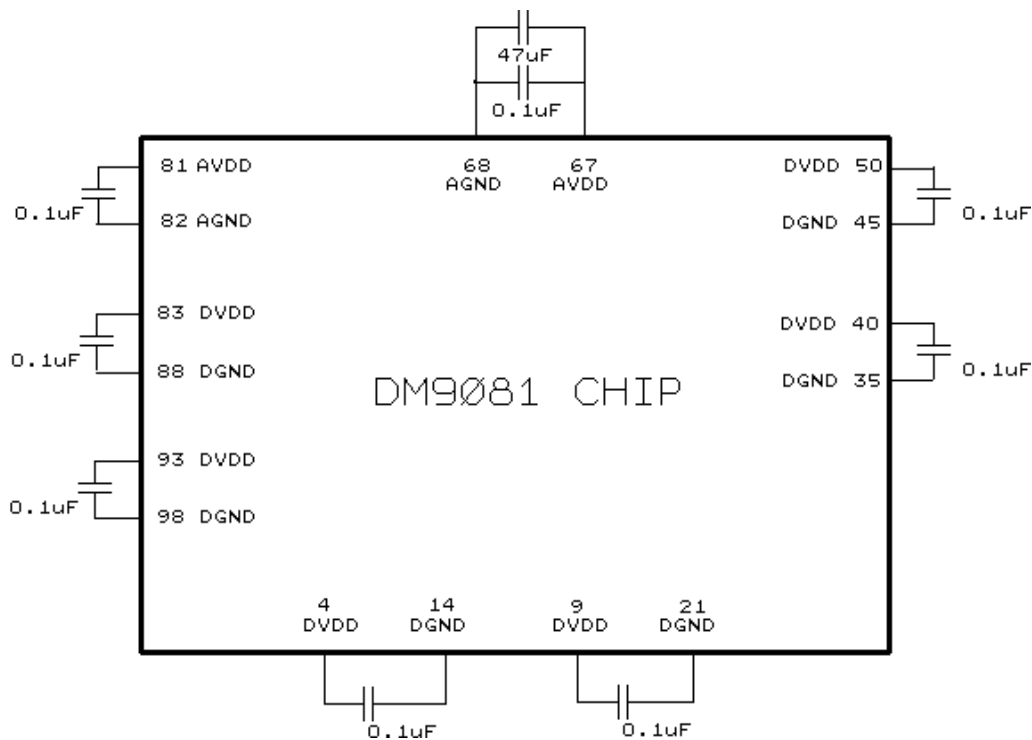 47uF
0.1uF
81 AVDD
68
AGND
67
AVDD
DVDD 50
0.1uF
82 AGND
DGND 45
0.1uF
83 DVDD
DVDD 40
0.1uF
88 DGND
DGND 35
0.1uF
DM9Ø81 CHIP
93 DVDD
0.1uF
98 DGND
4
DVDD
14
DGND
9
DVDD
21
DGND
0.1uF
0.1uF